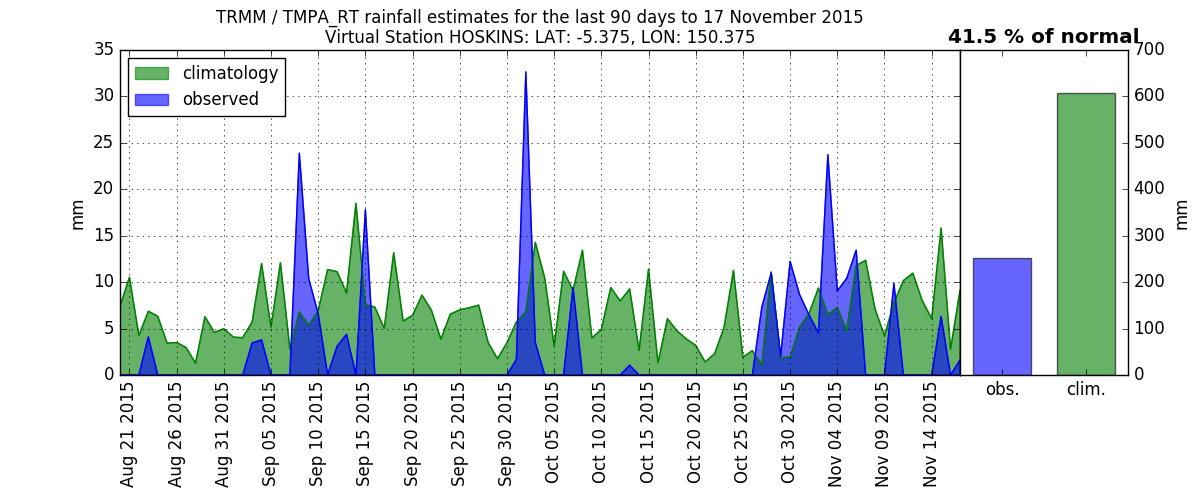 TRMM / TMPA_RT rainfall estimates for the last 90 days to 17 November 2015
Virtual Station HOSKINS: LAT: -5.375, LON: 150.375
41.5 % of normal
climatology
observed
35
30
25
20
15
10
5
0
mm
Aug 21 2015
Aug 26 2015
Aug 31 2015
Sep 05 2015
Sep 10 2015
Sep 15 2015
Sep 20 2015
Sep 25 2015
Sep 30 2015
Oct 05 2015
Oct 10 2015
Oct 15 2015
Oct 20 2015
Oct 25 2015
Oct 30 2015
Nov 04 2015
Nov 09 2015
Nov 14 2015
700
600
500
400
300
200
100
0
mm
obs.
clim.